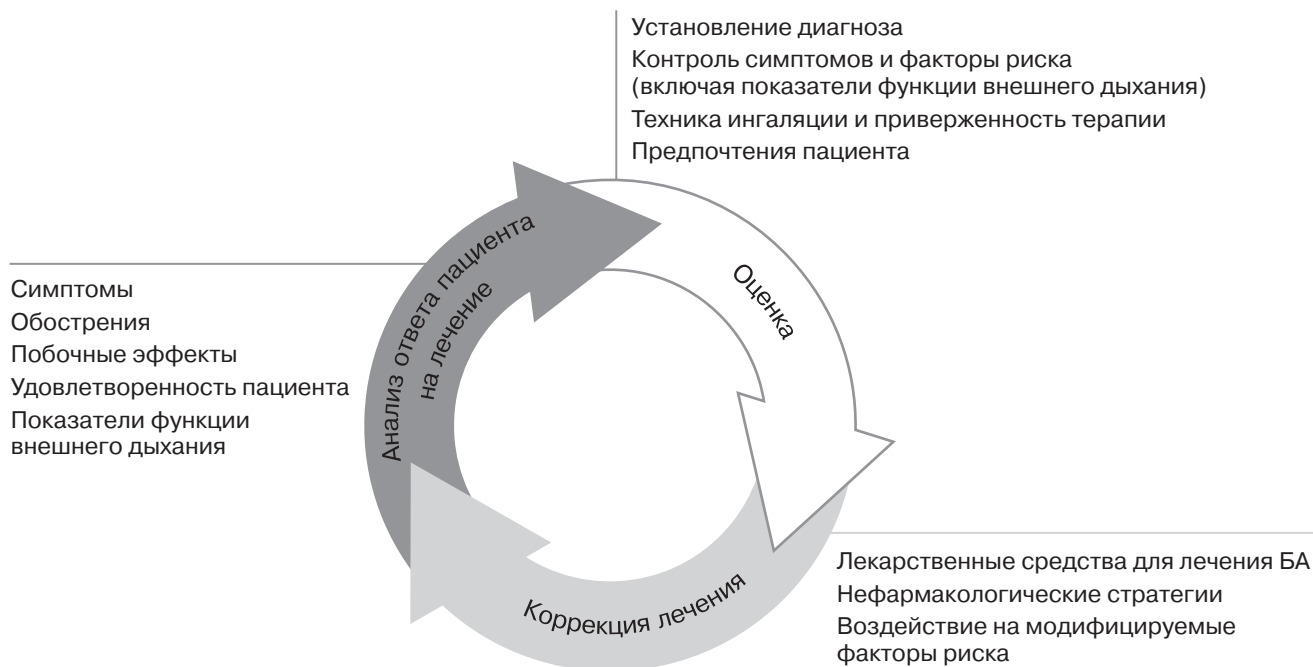 Установление диагноза
Контроль симптомов и факторы риска
(включая показатели функции внешнего дыхания)
Техника ингаляции и приверженность терапии
Предпочтения пациента
Оценка
Анализ ответа пациента
на лечение
Симптомы
Обострения
Побочные эффекты
Удовлетворенность пациента
Показатели функции
внешнего дыхания
Коррекция лечения
Лекарственные средства для лечения БА
Нефармакологические стратегии
Воздействие на модифицируемые
факторы риска